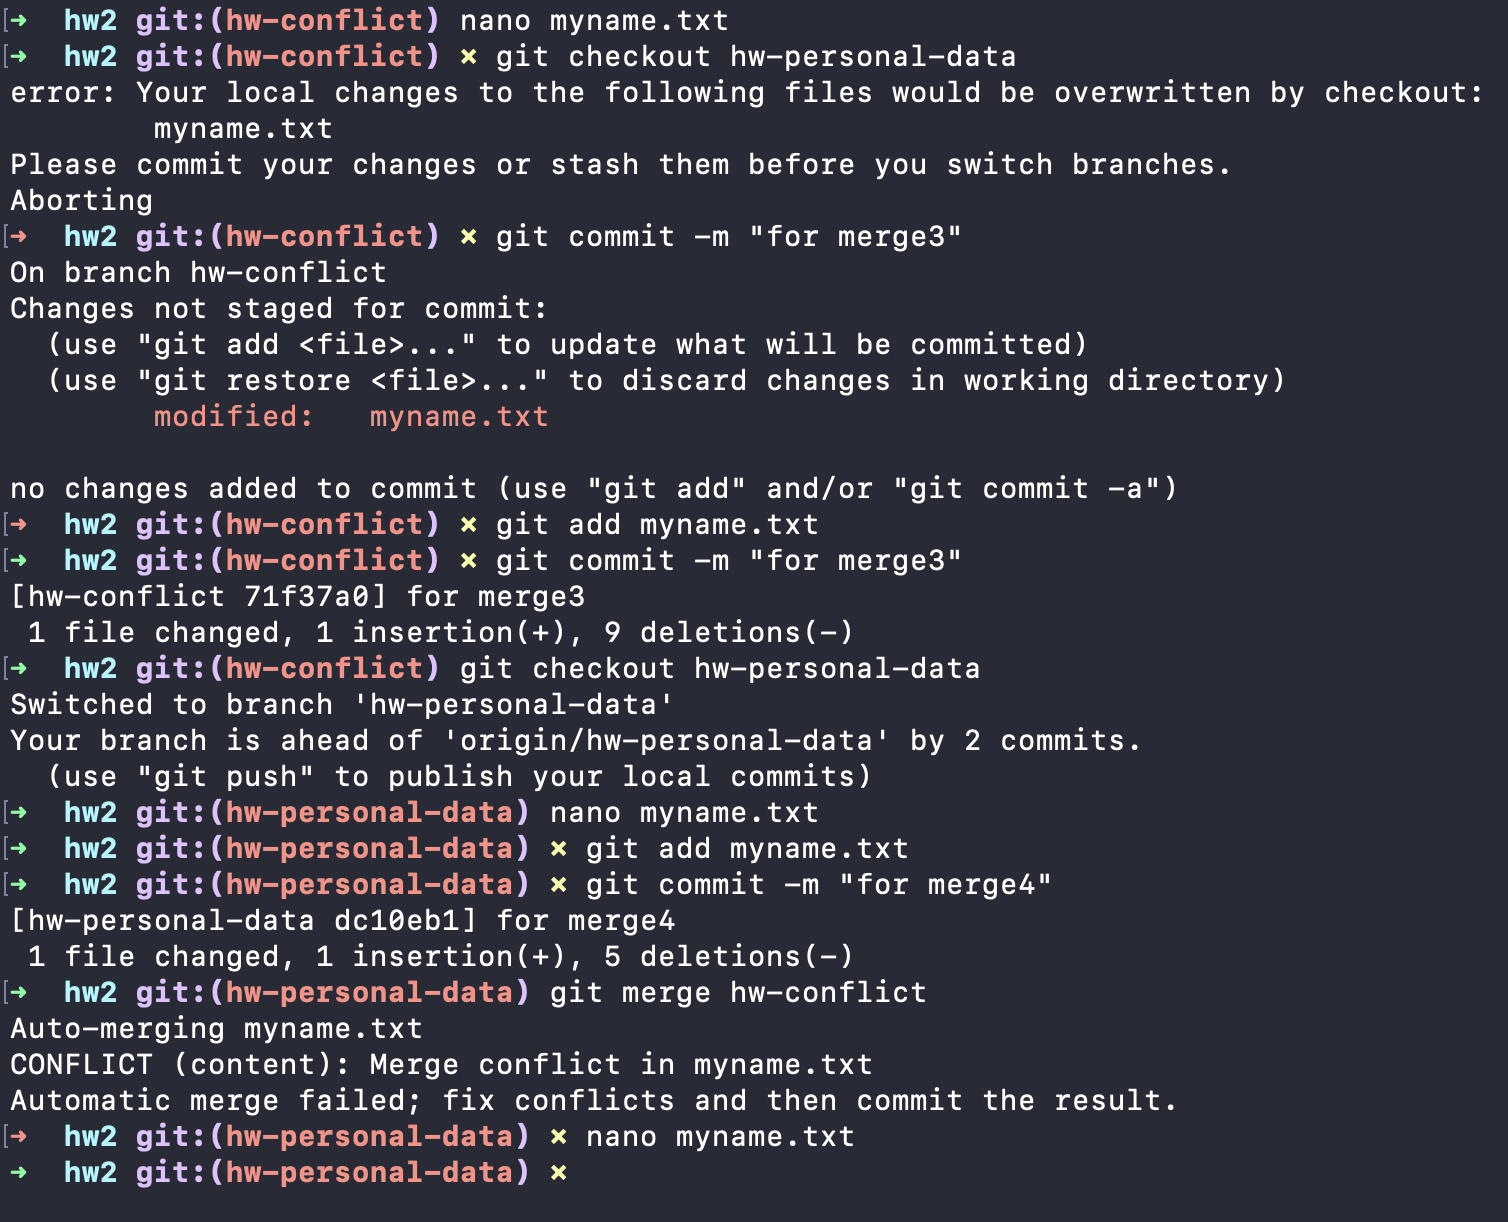 [➜  hw2 git:(hw-conflict) nano myname.txt
[➜  hw2 git:(hw-conflict) × git checkout hw-personal-data
error: Your local changes to the following files would be overwritten by checkout:
        myname.txt
Please commit your changes or stash them before you switch branches.
Aborting
[➜  hw2 git:(hw-conflict) × git commit -m "for merge3"
On branch hw-conflict
Changes not staged for commit:
  (use "git add <file>..." to update what will be committed)
  (use "git restore <file>..." to discard changes in working directory)
        modified:   myname.txt

no changes added to commit (use "git add" and/or "git commit -a")
[➜  hw2 git:(hw-conflict) × git add myname.txt
[➜  hw2 git:(hw-conflict) × git commit -m "for merge3"
[hw-conflict 71f37a0] for merge3
 1 file changed, 1 insertion(+), 9 deletions(-)
[➜  hw2 git:(hw-conflict) git checkout hw-personal-data
Switched to branch 'hw-personal-data'
Your branch is ahead of 'origin/hw-personal-data' by 2 commits.
  (use "git push" to publish your local commits)
[➜  hw2 git:(hw-personal-data) nano myname.txt
[➜  hw2 git:(hw-personal-data) × git add myname.txt
[➜  hw2 git:(hw-personal-data) × git commit -m "for merge4"
[hw-personal-data dc10eb1] for merge4
 1 file changed, 1 insertion(+), 5 deletions(-)
[➜  hw2 git:(hw-personal-data) git merge hw-conflict
Auto-merging myname.txt
CONFLICT (content): Merge conflict in myname.txt
Automatic merge failed; fix conflicts and then commit the result.
[➜  hw2 git:(hw-personal-data) × nano myname.txt
➜  hw2 git:(hw-personal-data) ×